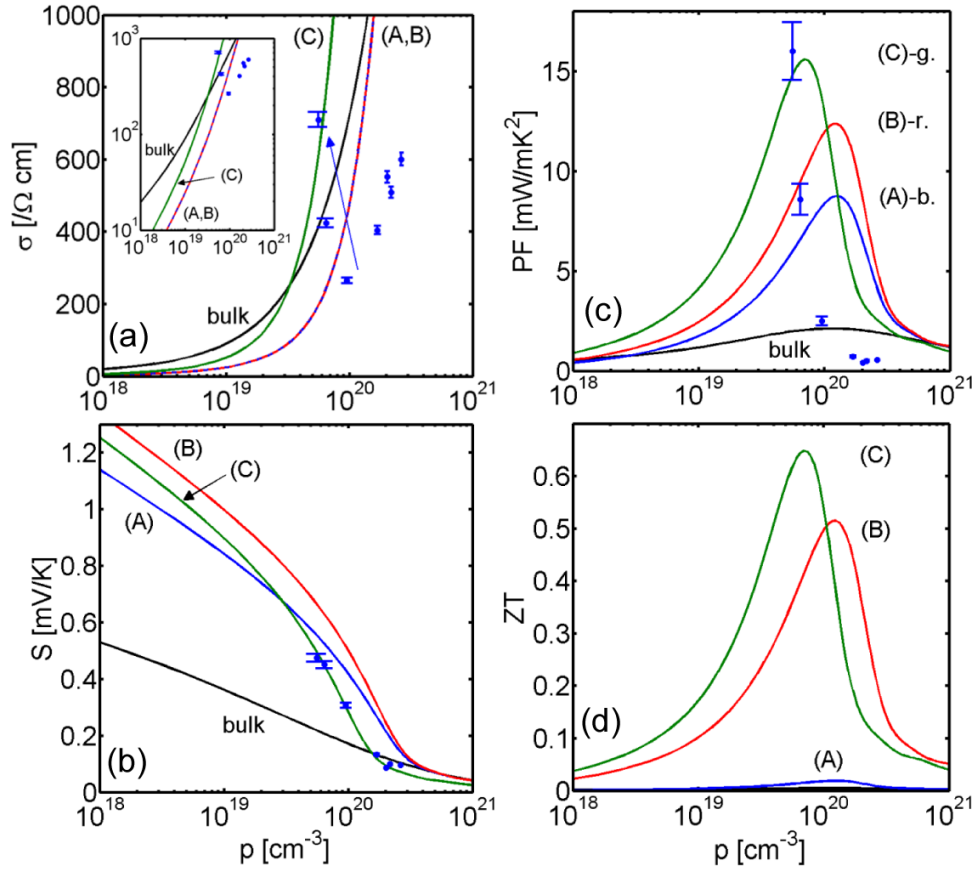 1000
800
600
400
200
0
σ [/Ω cm]
(C)
(A,B)
10³
10²
10¹
bulk
(C)
(A,B)
10¹⁸ 10¹⁹ 10²⁰ 10²¹
bulk
(a)
10¹⁸ 10¹⁹ 10²⁰ 10²¹
15
10
5
0
PF [mW/mK²]
(C)-g.
(B)-r.
(A)-b.
(c)
bulk
10¹⁸ 10¹⁹ 10²⁰ 10²¹
1.2
1
0.8
0.6
0.4
0.2
0
S [mV/K]
(B)
(C)
(A)
bulk
(b)
10¹⁸ 10¹⁹ 10²⁰ 10²¹
p [cm⁻³]
0.6
0.5
0.4
0.3
0.2
0.1
0
ZT
(C)
(B)
(d)
(A)
10¹⁸ 10¹⁹ 10²⁰ 10²¹
p [cm⁻³]